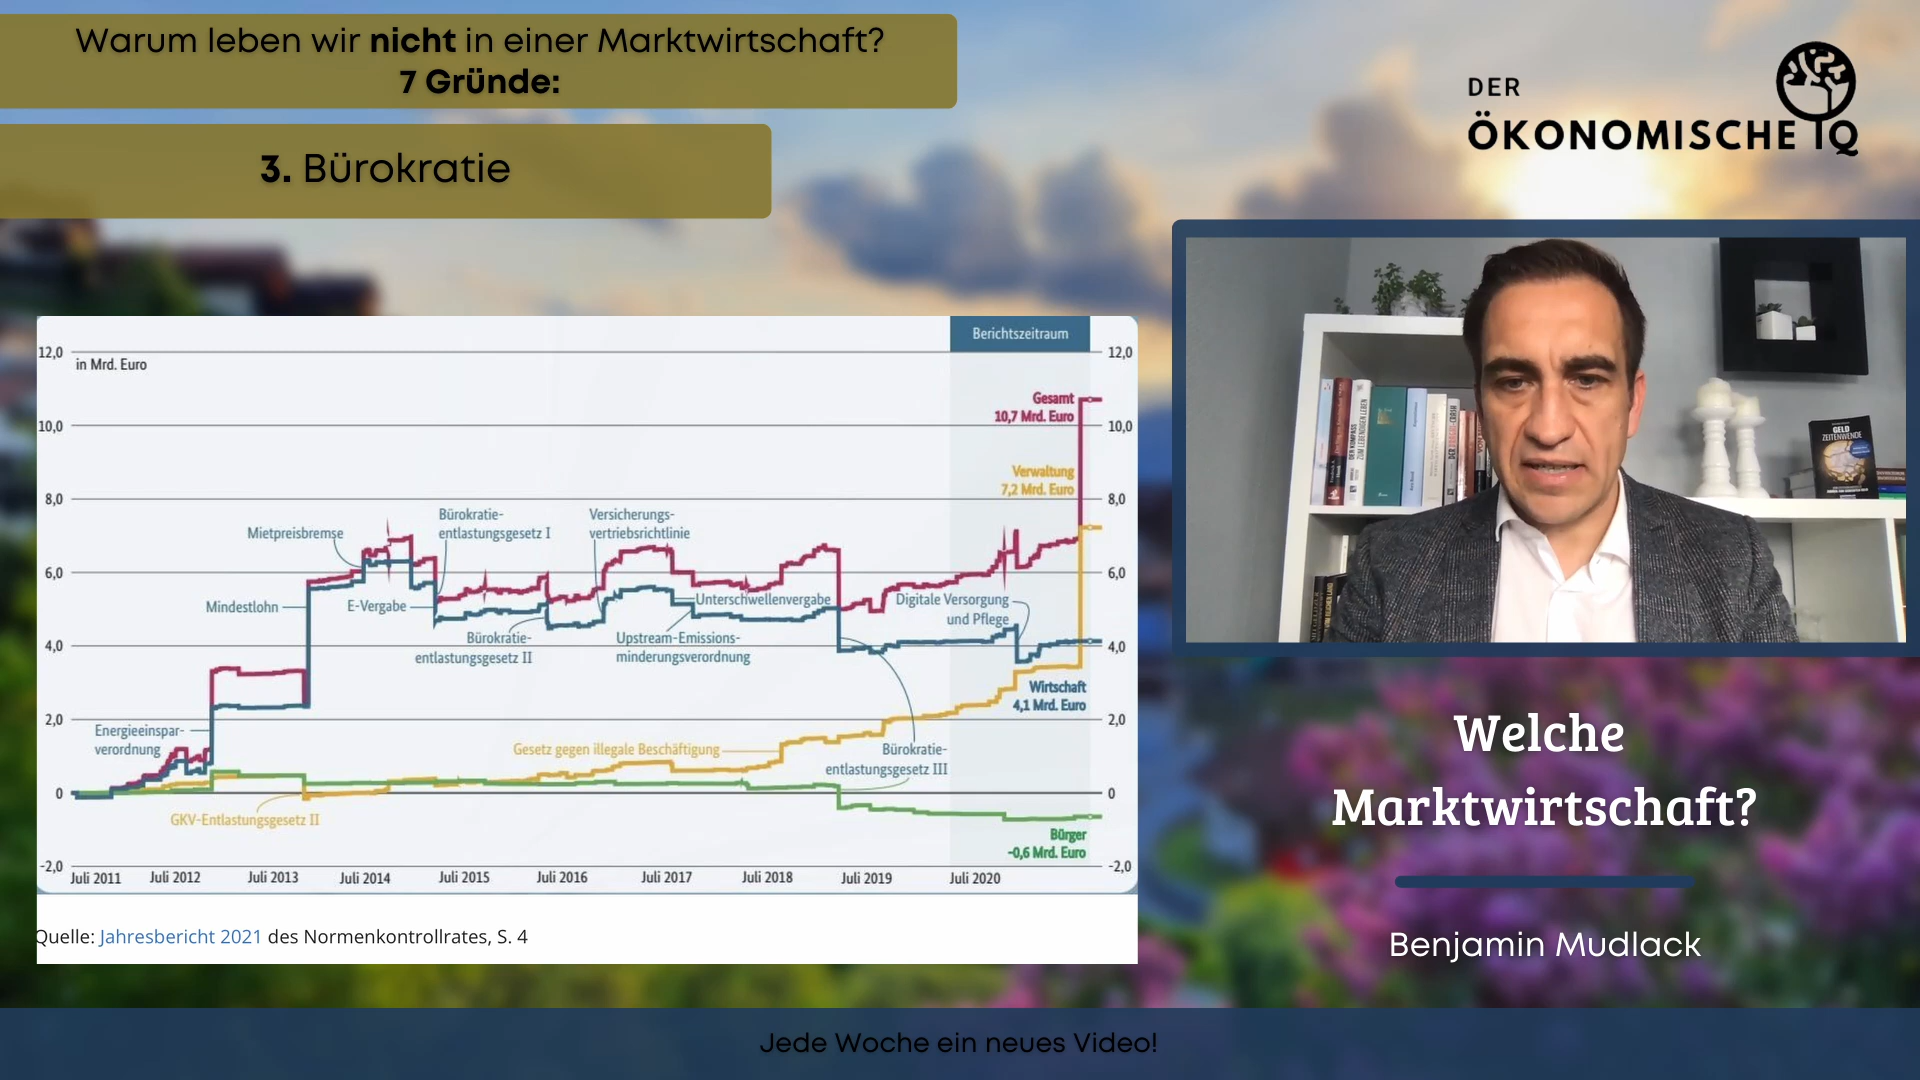 Warum leben wir nicht in einer Marktwirtschaft?
7 Gründe:
3. Bürokratie
DER
ÖKONOMISCHE IQ
Berichtszeitraum
12,0
12,0
in Mrd. Euro
Gesamt
10,7 Mrd. Euro
10,0
10,0
Verwaltung
7,2 Mrd. Euro
8,0
8,0
Mietpreisbremse
Bürokratie-
entlastungsgesetz I
Versicherungs-
vertriebsrichtlinie
6,0
6,0
Mindestlohn
E-Vergabe
Unterschwellenvergabe
Digitale Versorgung
und Pflege
Bürokratie-
entlastungsgesetz II
Upstream-Emissions-
minderungsverordnung
4,0
4,0
Wirtschaft
4,1 Mrd. Euro
2,0
2,0
Energieeinspar-
verordnung
Gesetz gegen illegale Beschäftigung
Bürokratie-
entlastungsgesetz III
0
0
GKV-Entlastungsgesetz II
Bürger
-0,6 Mrd. Euro
-2,0
-2,0
Juli 2011
Juli 2012
Juli 2013
Juli 2014
Juli 2015
Juli 2016
Juli 2017
Juli 2018
Juli 2019
Juli 2020
Quelle: Jahresbericht 2021 des Normenkontrollrates, S. 4
GELD
ZEITENWENDE
Welche
Marktwirtschaft?
Benjamin Mudlack
Jede Woche ein neues Video!